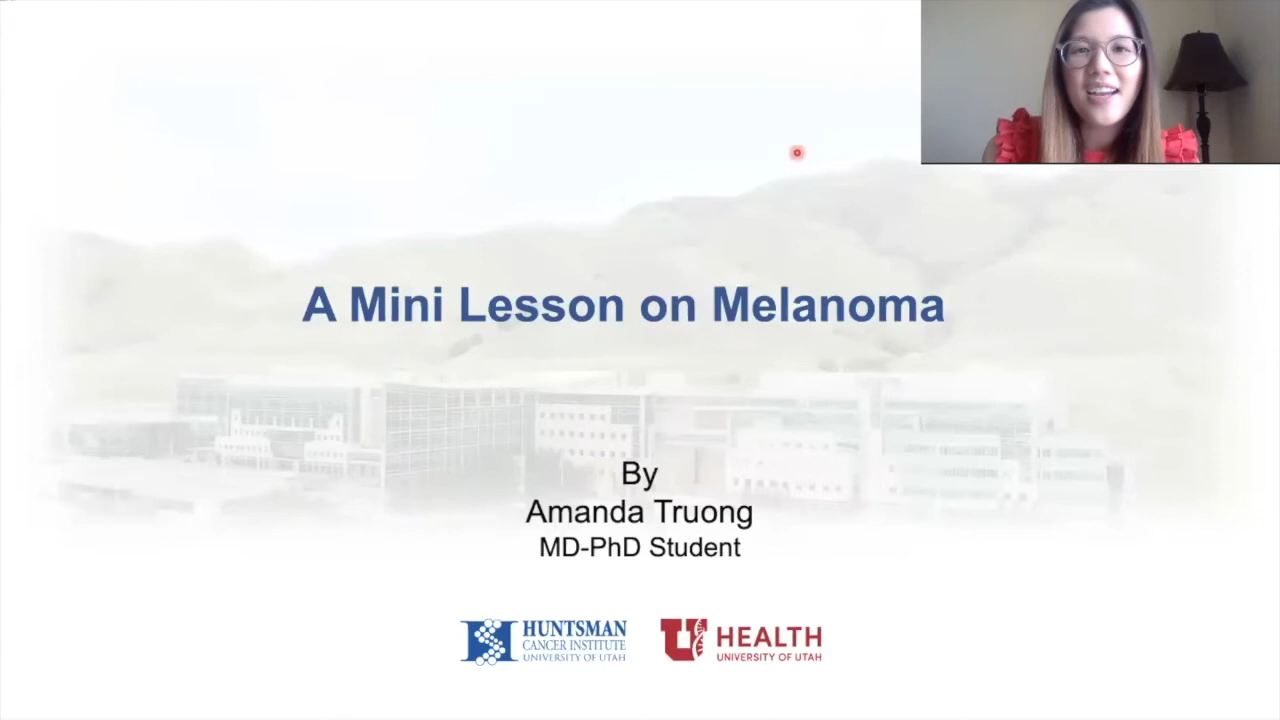 A Mini Lesson on Melanoma
By
Amanda Truong
MD-PhD Student
HUNTSMAN
CANCER INSTITUTE
UNIVERSITY OF UTAH
U HEALTH
UNIVERSITY OF UTAH